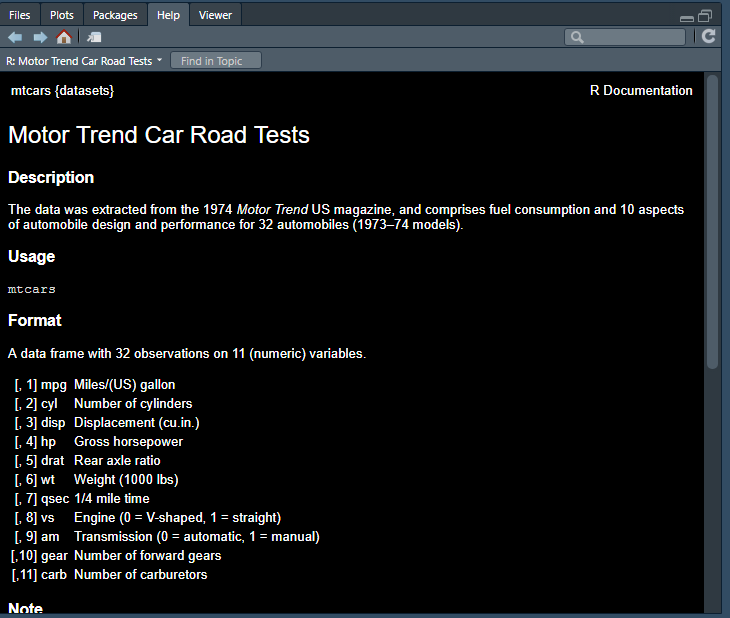 Files Plots Packages Help Viewer
R: Motor Trend Car Road Tests Find in Topic
mtcars {datasets} R Documentation
Motor Trend Car Road Tests
Description
The data was extracted from the 1974 Motor Trend US magazine, and comprises fuel consumption and 10 aspects
of automobile design and performance for 32 automobiles (1973–74 models).
Usage
mtcars
Format
A data frame with 32 observations on 11 (numeric) variables.
[, 1] mpg Miles/(US) gallon
[, 2] cyl Number of cylinders
[, 3] disp Displacement (cu.in.)
[, 4] hp Gross horsepower
[, 5] drat Rear axle ratio
[, 6] wt Weight (1000 lbs)
[, 7] qsec 1/4 mile time
[, 8] vs Engine (0 = V-shaped, 1 = straight)
[, 9] am Transmission (0 = automatic, 1 = manual)
[,10] gear Number of forward gears
[,11] carb Number of carburetors
Note